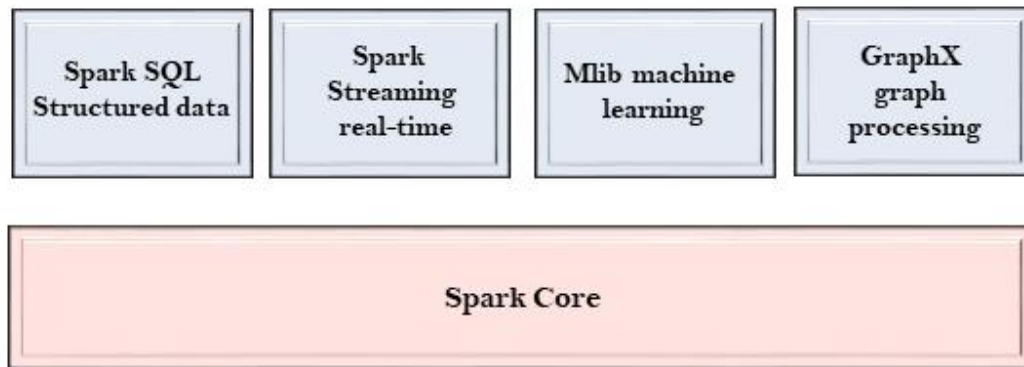 Spark SQL
Structured data
Spark
Streaming
real-time
Mlib machine
learning
GraphX
graph
processing
Spark Core